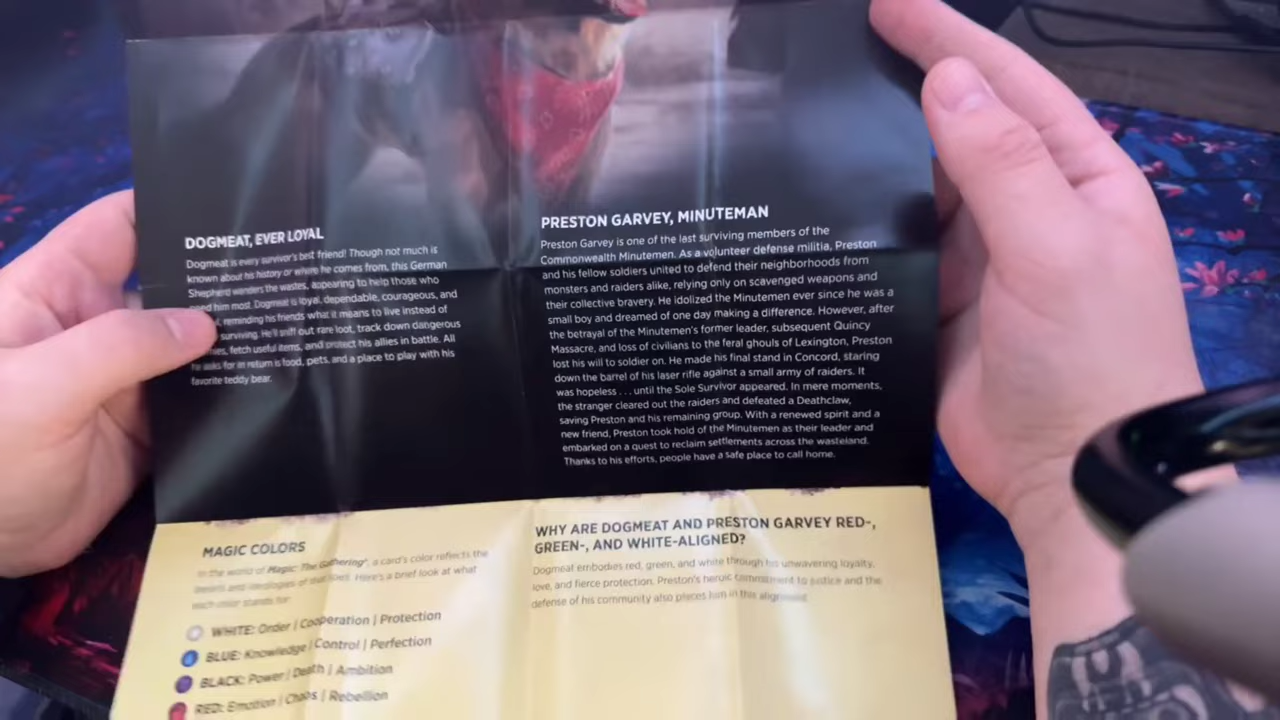 DOGMEAT, EVER LOYAL
Dogmeat is every survivor's best friend! Though not much is
known about his history or where he comes from, this German
Shepherd wanders the wastes, appearing to help those who
need him most. Dogmeat is loyal, dependable, courageous, and
reminding his friends what it means to live instead of
surviving. He'll sniff out rare loot, track down dangerous
fetch useful items, and protect his allies in battle. All
he asks for in return is food, pets, and a place to play with his
favorite teddy bear.
PRESTON GARVEY, MINUTEMAN
Preston Garvey is one of the last surviving members of the
Commonwealth Minutemen. As a volunteer defense militia, Preston
and his fellow soldiers united to defend their neighborhoods from
monsters and raiders alike, relying only on scavenged weapons and
their collective bravery. He idolized the Minutemen ever since he was a
small boy and dreamed of one day making a difference. However, after
the betrayal of the Minutemen's former leader, subsequent Quincy
Massacre, and loss of civilians to the feral ghouls of Lexington, Preston
lost his will to soldier on. He made his final stand in Concord, staring
down the barrel of his laser rifle against a small army of raiders. It
was hopeless . . . until the Sole Survivor appeared. In mere moments,
the stranger cleared out the raiders and defeated a Deathclaw,
saving Preston and his remaining group. With a renewed spirit and a
new friend, Preston took hold of the Minutemen as their leader and
embarked on a quest to reclaim settlements across the wasteland.
Thanks to his efforts, people have a safe place to call home.
MAGIC COLORS
In the world of Magic: The Gathering®, a card's color reflects the
beliefs and ideologies of our foes. Here's a brief look at what
each color stands for:
WHITE: Order | Cooperation | Protection
BLUE: Knowledge | Control | Perfection
BLACK: Power | Death | Ambition
RED: Emotion | Chaos | Rebellion
WHY ARE DOGMEAT AND PRESTON GARVEY RED-,
GREEN-, AND WHITE-ALIGNED?
Dogmeat embodies red, green, and white through his unwavering loyalty,
love, and fierce protection. Preston's heroic commitment to justice and the
defense of his community also places him in this alignment.